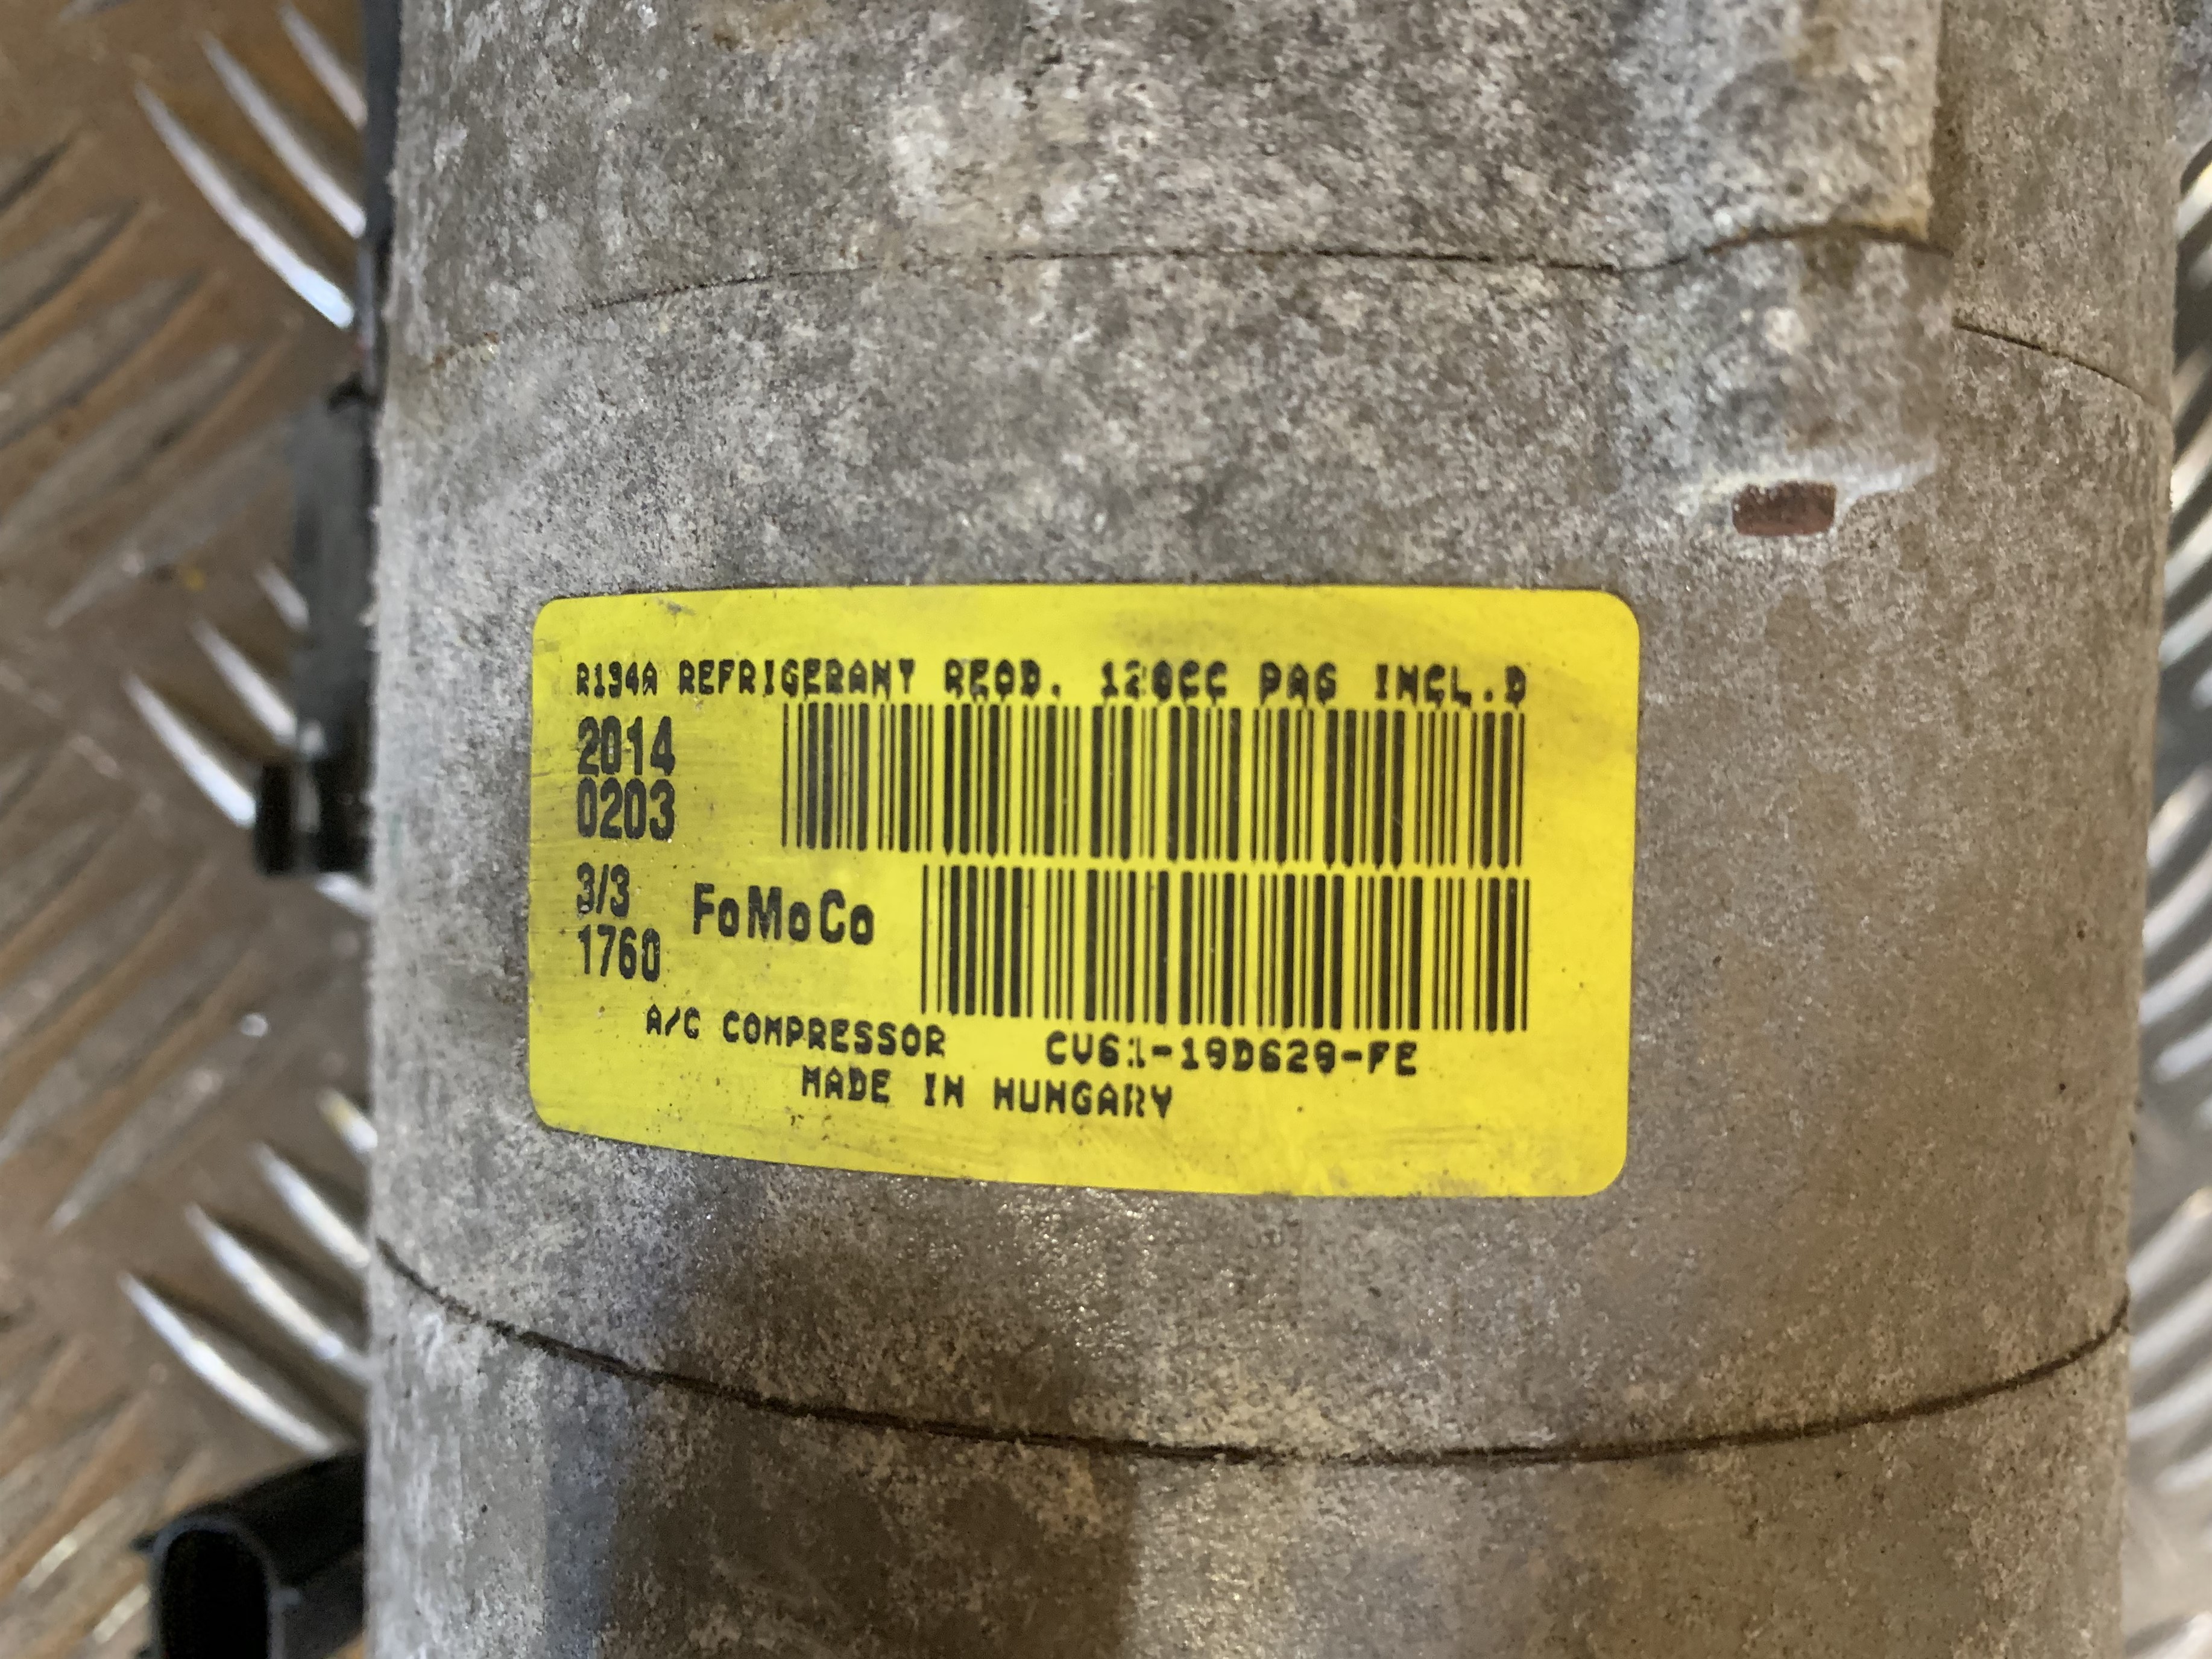 R134A REFRIGERANT REQD. 120CC PAG INCL.D
2014
0203
3/3
1760
FoMoCo
A/C COMPRESSOR CV61-19D629-FE
MADE IN HUNGARY